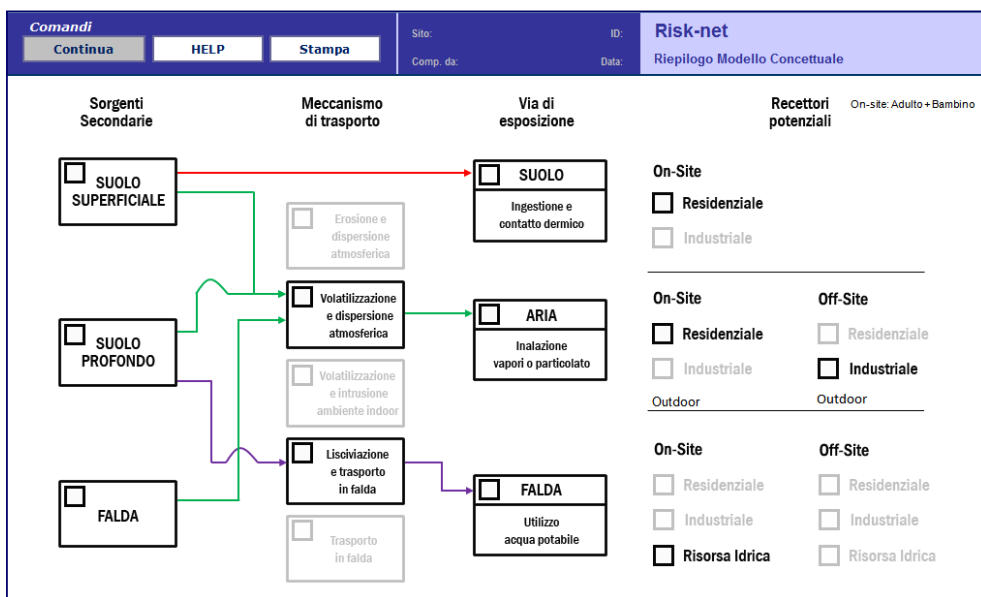 Comandi
Continua
HELP
Stampa
Sito:
ID:
Comp. da:
Data:
Risk-net
Riepilogo Modello Concettuale
Sorgenti
Secondarie
Meccanismo
di trasporto
Via di
esposizione
Recettori
potenziali
On-site: Adulto + Bambino
SUOLO
SUPERFICIALE
SUOLO
PROFONDO
FALDA
Erosione e
dispersione
atmosferica
Volatilizzazione
e dispersione
atmosferica
Volatilizzazione
e intrusione
ambiente indoor
Lisciviazione
e trasporto
in falda
Trasporto
in falda
SUOLO
Ingestione e
contatto dermico
ARIA
Inalazione
vapori o particolato
FALDA
Utilizzo
acqua potabile
On-Site
Residenziale
Industriale
On-Site
Residenziale
Industriale
Outdoor
Off-Site
Residenziale
Industriale
Outdoor
On-Site
Residenziale
Industriale
Risorsa Idrica
Off-Site
Residenziale
Industriale
Risorsa Idrica